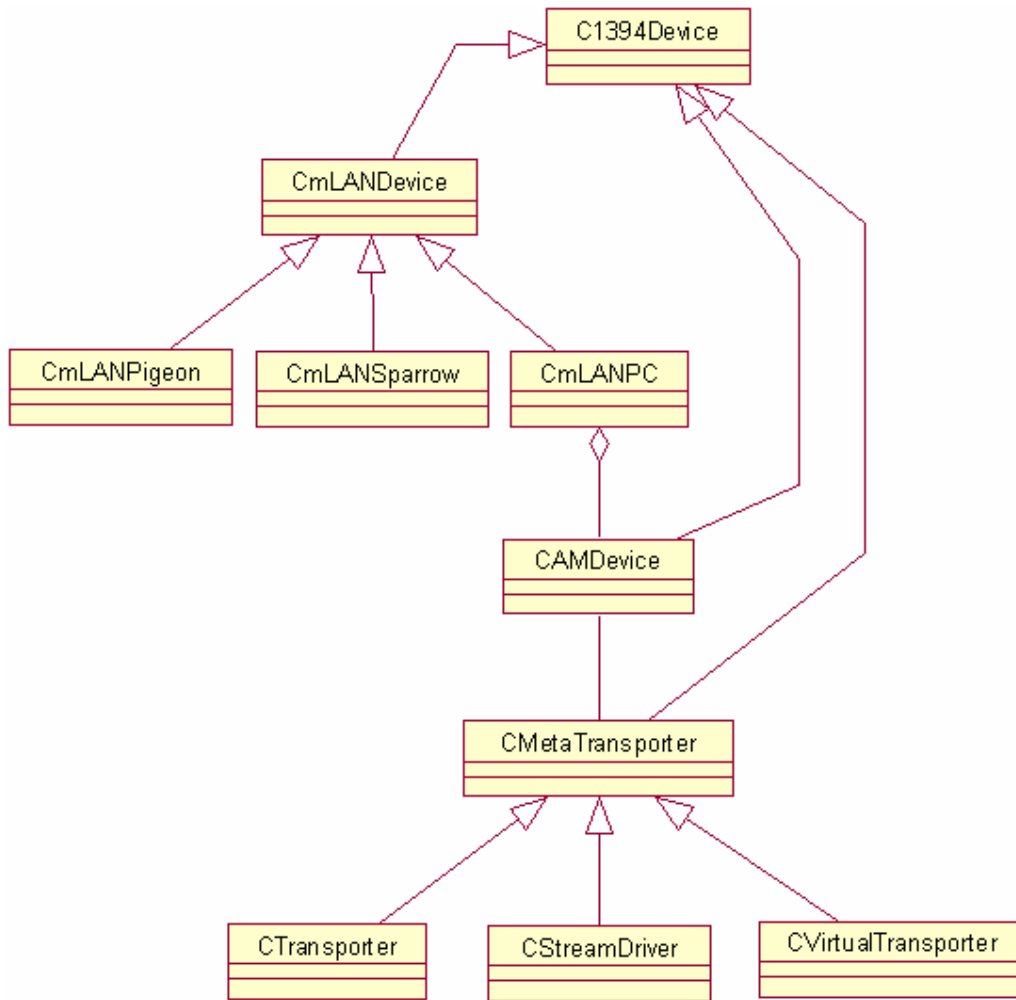 C1394Device
CmLANDevice
CmLANPigeon
CmLANSparrow
CmLANPC
CAMDevice
CMetaTransporter
CTransporter
CStreamDriver
CVirtualTransporter